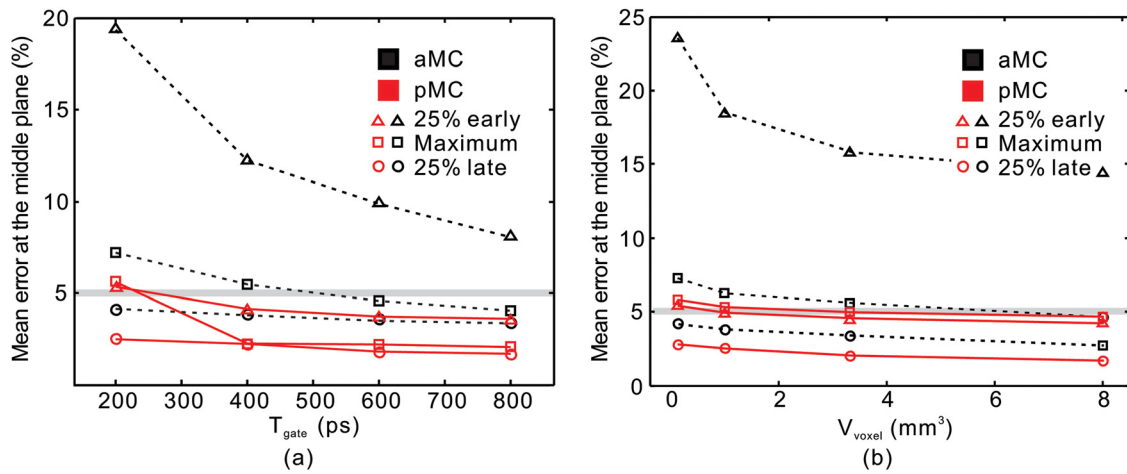 Mean error at the middle plane (%)
20
15
10
5
aMC
pMC
25% early
Maximum
25% late
200 300 400 500 600 700 800
T_gate (ps)
(a)
Mean error at the middle plane (%)
25
20
15
10
5
0
aMC
pMC
25% early
Maximum
25% late
0 2 4 6 8
V_voxel (mm³)
(b)